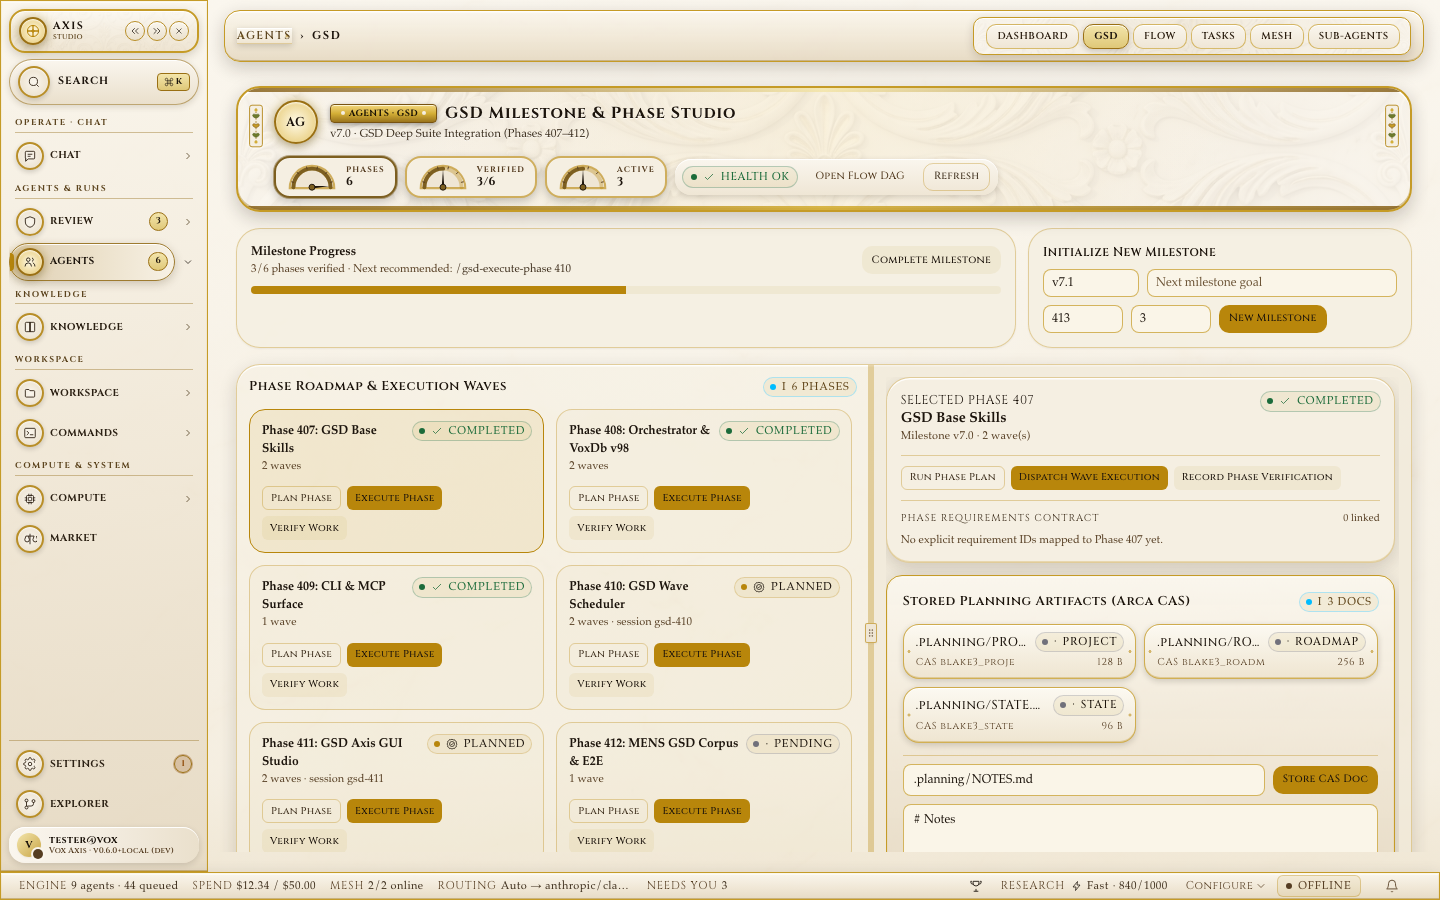 AXIS
STUDIO
SEARCH
⌘K
OPERATE · CHAT
CHAT
AGENTS & RUNS
REVIEW 3
AGENTS 6
KNOWLEDGE
KNOWLEDGE
WORKSPACE
WORKSPACE
COMMANDS
COMPUTE & SYSTEM
COMPUTE
MARKET
SETTINGS 1
EXPLORER
V
TESTER@VOX
VOX AXIS · V0.6.0+LOCAL (DEV)
AGENTS › GSD
DASHBOARD GSD FLOW TASKS MESH SUB-AGENTS
AG
AGENTS · GSD
GSD MILESTONE & PHASE STUDIO
v7.0 · GSD Deep Suite Integration (Phases 407–412)
PHASES
6
VERIFIED
3/6
ACTIVE
3
✓ HEALTH OK
OPEN FLOW DAG
REFRESH
Milestone Progress
3/6 phases verified · Next recommended: /gsd-execute-phase 410
COMPLETE MILESTONE
INITIALIZE NEW MILESTONE
v7.1
Next milestone goal
413
3
NEW MILESTONE
PHASE ROADMAP & EXECUTION WAVES
I 6 PHASES
Phase 407: GSD Base
Skills
✓ COMPLETED
2 waves
PLAN PHASE
EXECUTE PHASE
VERIFY WORK
Phase 408: Orchestrator &
VoxDb v98
✓ COMPLETED
2 waves
PLAN PHASE
EXECUTE PHASE
VERIFY WORK
Phase 409: CLI & MCP
Surface
✓ COMPLETED
1 wave
PLAN PHASE
EXECUTE PHASE
VERIFY WORK
Phase 410: GSD Wave
Scheduler
◎ PLANNED
2 waves · session gsd-410
PLAN PHASE
EXECUTE PHASE
VERIFY WORK
Phase 411: GSD Axis GUI
Studio
◎ PLANNED
2 waves · session gsd-411
PLAN PHASE
EXECUTE PHASE
VERIFY WORK
Phase 412: MENS GSD Corpus
& E2E
· PENDING
1 wave
PLAN PHASE
EXECUTE PHASE
VERIFY WORK
SELECTED PHASE 407
GSD Base Skills
Milestone v7.0 · 2 wave(s)
✓ COMPLETED
RUN PHASE PLAN
DISPATCH WAVE EXECUTION
RECORD PHASE VERIFICATION
PHASE REQUIREMENTS CONTRACT
0 linked
No explicit requirement IDs mapped to Phase 407 yet.
STORED PLANNING ARTIFACTS (ARCA CAS)
I 3 DOCS
.PLANNING/PRO...
· PROJECT
CAS BLAKE3_PROJE
128 B
.PLANNING/RO...
· ROADMAP
CAS BLAKE3_ROADM
256 B
.PLANNING/STATE....
· STATE
CAS BLAKE3_STATE
96 B
.planning/NOTES.md
STORE CAS DOC
# Notes
ENGINE 9 agents · 44 queued
SPEND $12.34 / $50.00
MESH 2/2 online
ROUTING Auto → anthropic/cla...
NEEDS YOU 3
RESEARCH Fast · 840/1000
CONFIGURE
OFFLINE